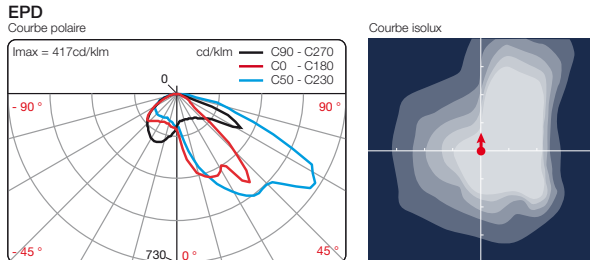 EPD
Courbe polaire
Imax = 417cd/klm
cd/klm
C90 - C270
C0 - C180
C50 - C230
0
- 90 °
90 °
- 45 °
730
0 °
45 °
Courbe isolux